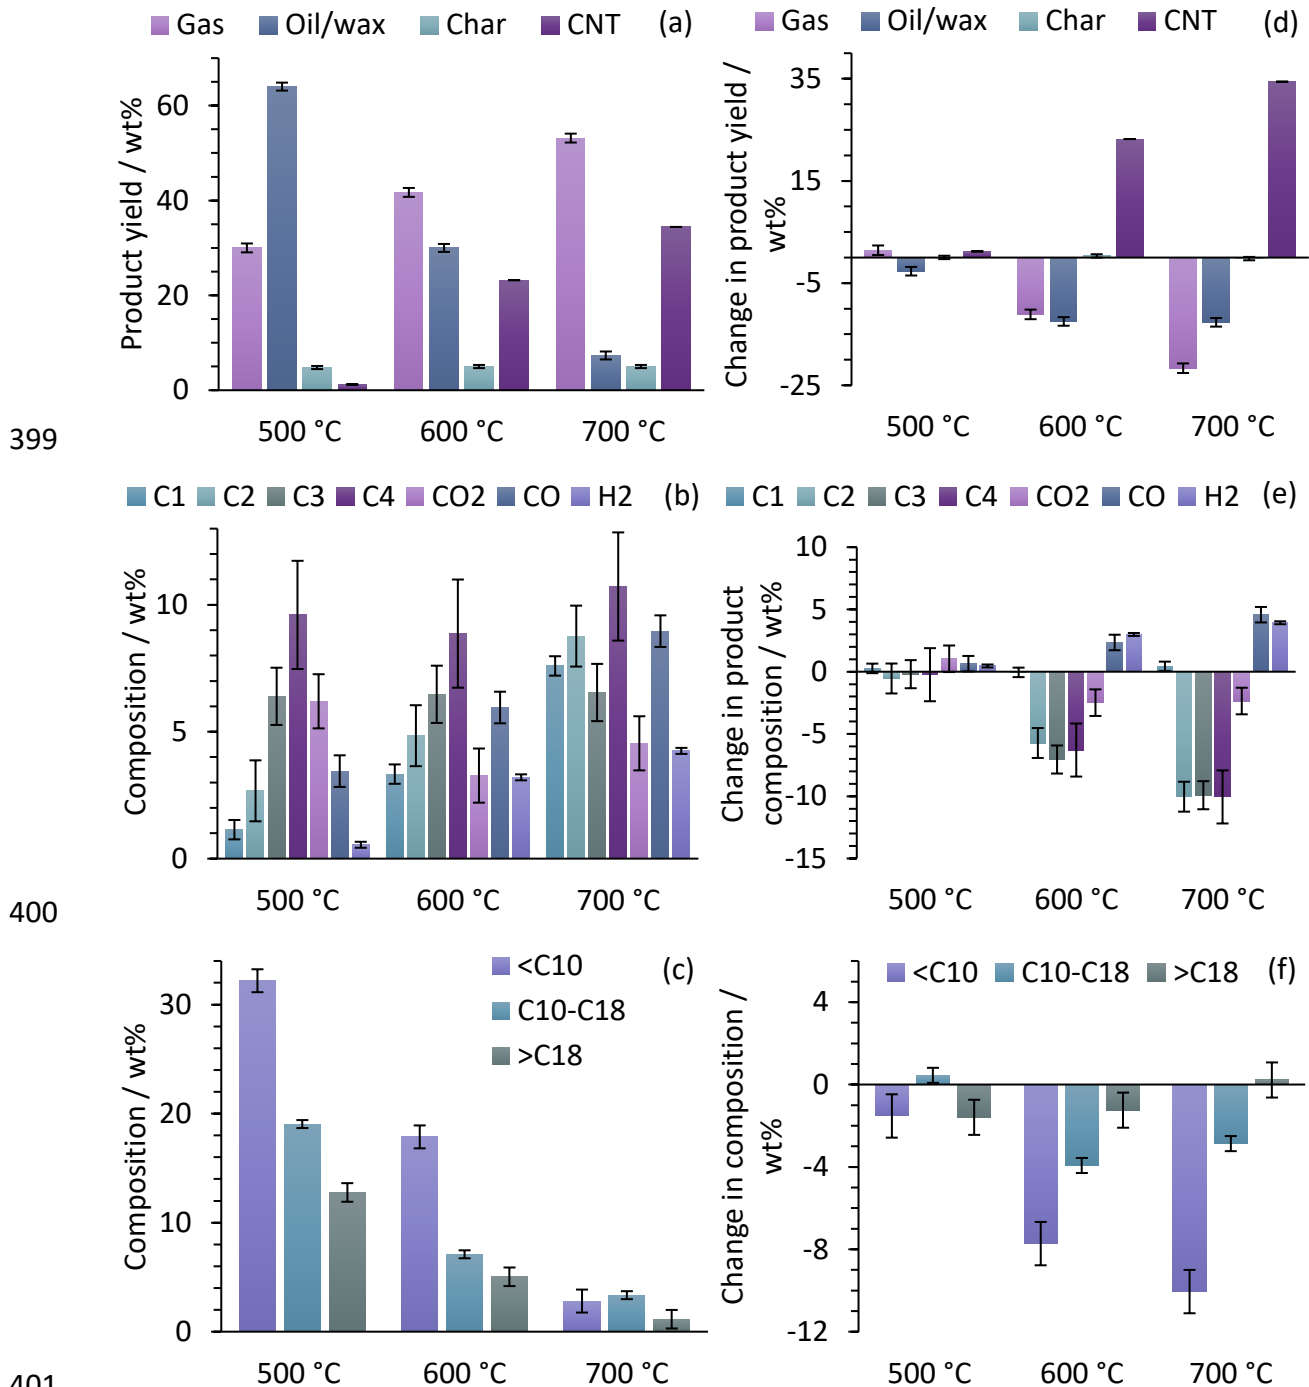 Gas Oil/wax Char CNT (a)
Product yield / wt%
60
40
20
0
500 °C 600 °C 700 °C
399
Gas Oil/wax Char CNT (d)
Change in product yield /
wt%
35
15
-5
-25
500 °C 600 °C 700 °C
C1 C2 C3 C4 CO2 CO H2 (b)
Composition / wt%
10
5
0
500 °C 600 °C 700 °C
400
C1 C2 C3 C4 CO2 CO H2 (e)
Change in product
composition / wt%
10
5
0
-5
-10
-15
500 °C 600 °C 700 °C
<C10 (c)
C10-C18
>C18
Composition / wt%
30
20
10
0
500 °C 600 °C 700 °C
401
<C10 C10-C18 >C18 (f)
Change in composition /
wt%
4
0
-4
-8
-12
500 °C 600 °C 700 °C